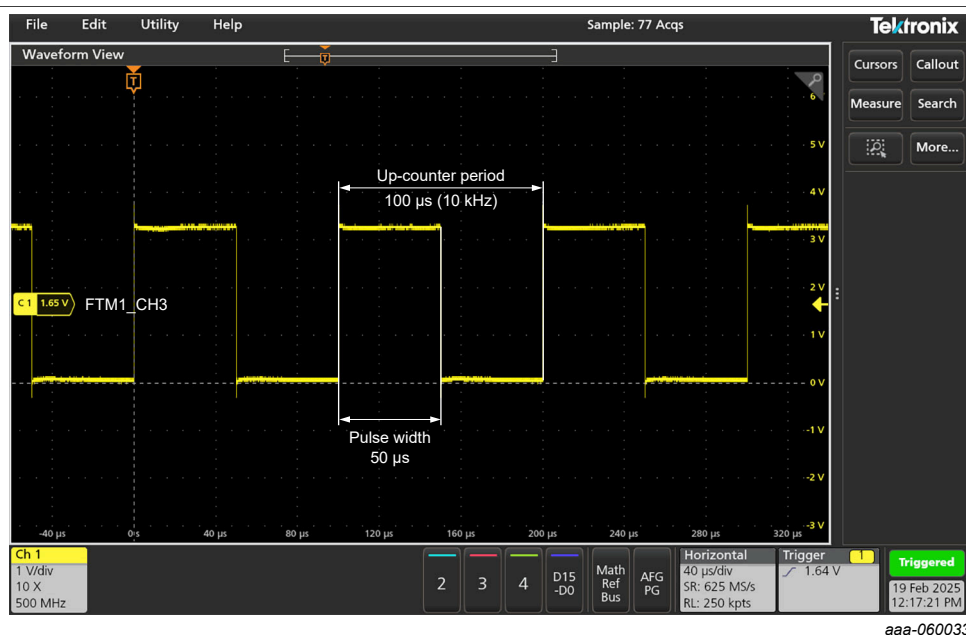 File Edit Utility Help Sample: 77 Acqs Tektronix
Waveform View
T
T
Cursors Callout
Measure Search
More...
6
5 V
4 V
3 V
2 V
1 V
0 V
-1 V
-2 V
-3 V
Up-counter period
100 µs (10 kHz)
C 1 1.65 V FTM1_CH3
Pulse width
50 µs
-40 µs 0 s 40 µs 80 µs 120 µs 160 µs 200 µs 240 µs 280 µs 320 µs
Ch 1
1 V/div
10 X
500 MHz
2 3 4
D15
-D0
Math
Ref
Bus
AFG
PG
Horizontal
40 µs/div
SR: 625 MS/s
RL: 250 kpts
Trigger 1
1.64 V
Triggered
19 Feb 2025
12:17:21 PM